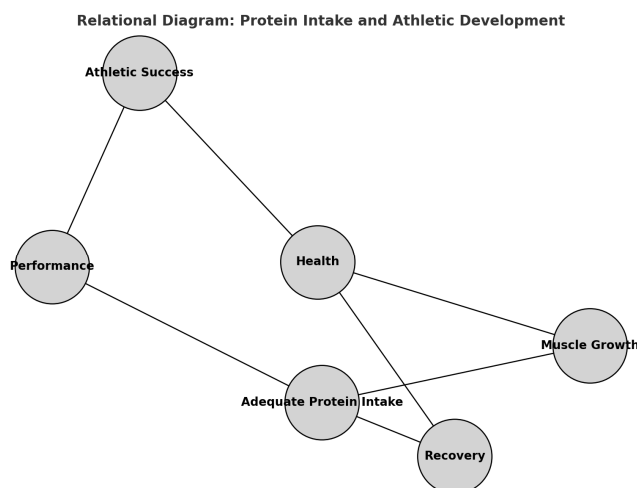 Relational Diagram: Protein Intake and Athletic Development
Athletic Success
Performance
Health
Muscle Growth
Adequate Protein Intake
Recovery